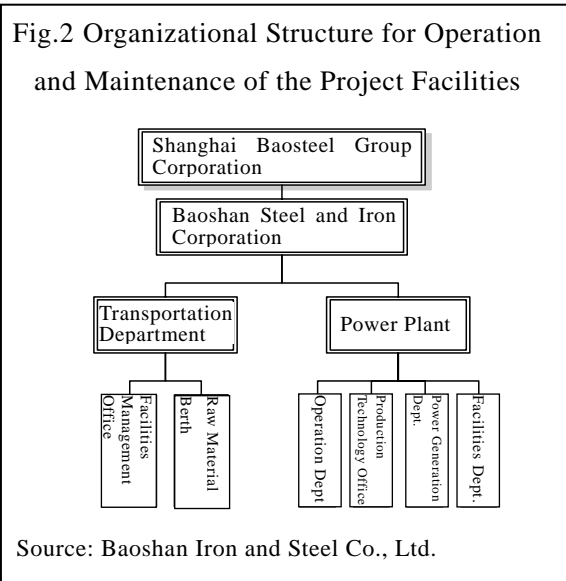 Fig.2 Organizational Structure for Operation
and Maintenance of the Project Facilities
Shanghai Baosteel Group
Corporation
Baoshan Steel and Iron
Corporation
Transportation
Department
Power Plant
Facilities
Management
Office
Raw Material
Berth
Operation Dept
Production
Technology Office
Power Generation
Dept.
Facilities Dept.
Source: Baoshan Iron and Steel Co., Ltd.